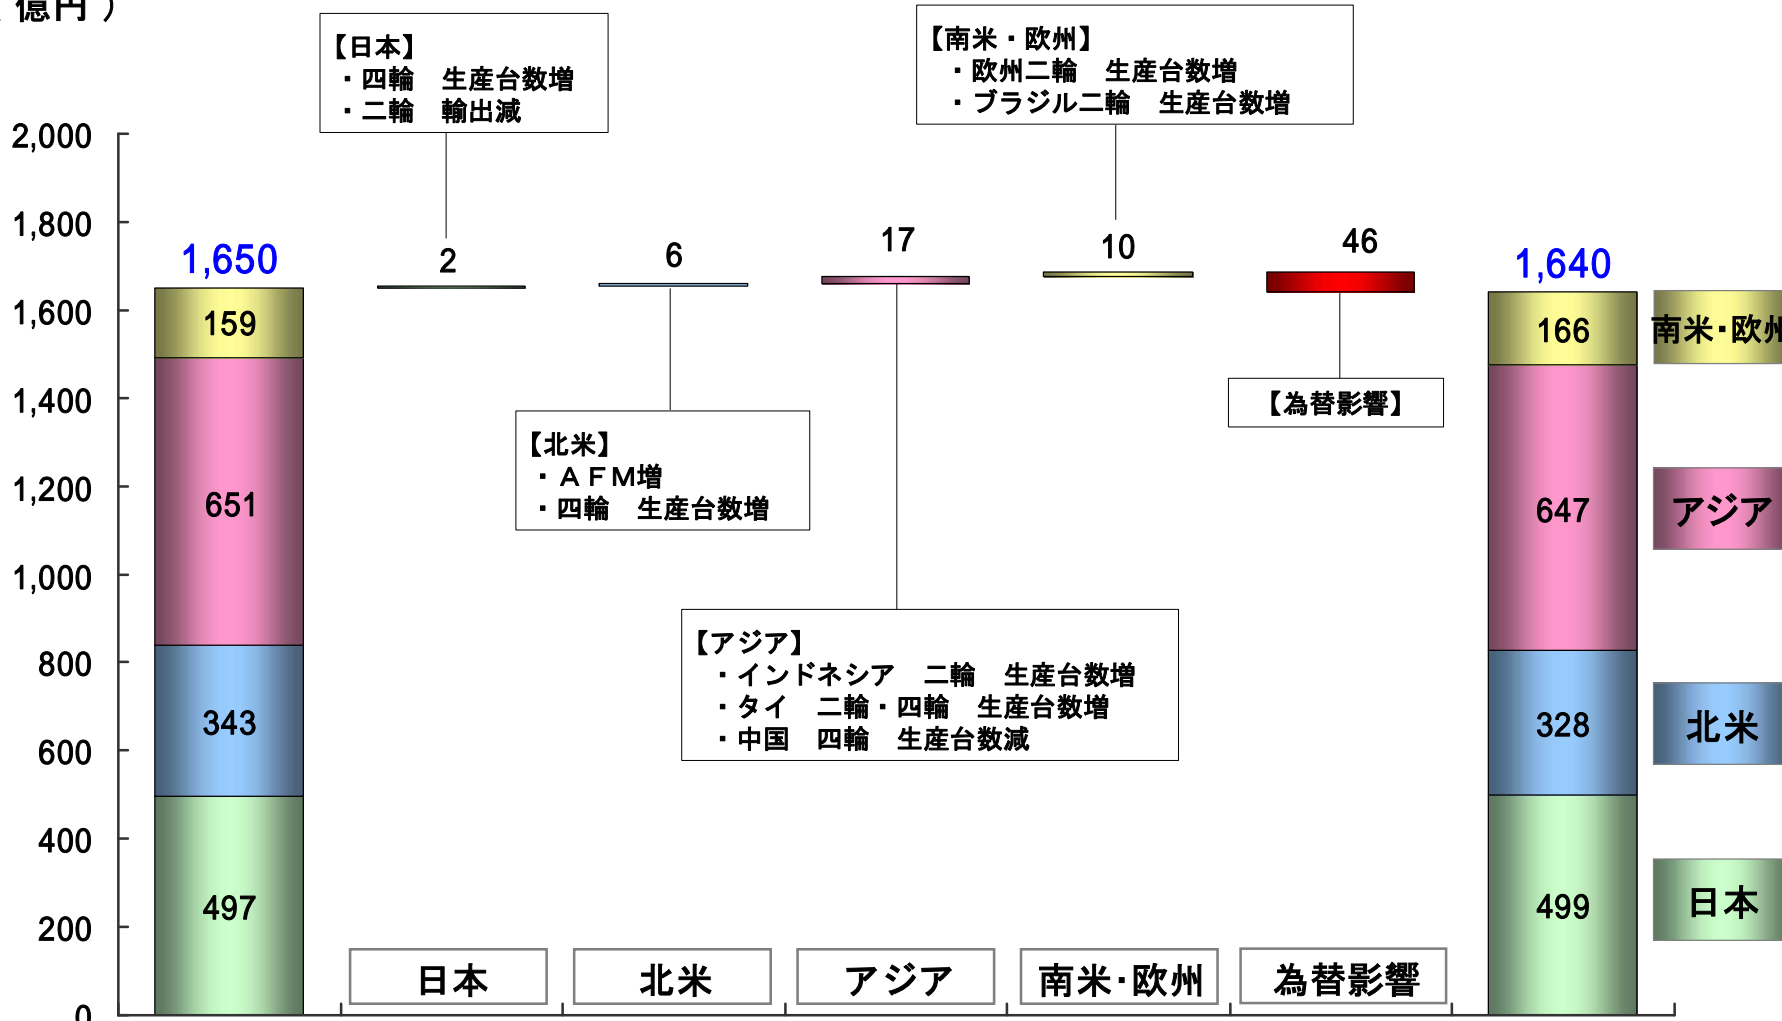 億円 )
【日本】
・四輪　生産台数増
・二輪　輸出減
【南米・欧州】
・欧州二輪　生産台数増
・ブラジル二輪　生産台数増
2,000
1,800
1,600
1,400
1,200
1,000
800
600
400
200
0
1,650
159
651
343
497
2
6
17
10
46
1,640
166
647
328
499
【為替影響】
【北米】
・ＡＦＭ増
・四輪　生産台数増
【アジア】
・インドネシア　二輪　生産台数増
・タイ　二輪・四輪　生産台数増
・中国　四輪　生産台数減
南米・欧州
アジア
北米
日本
日本
北米
アジア
南米・欧州
為替影響